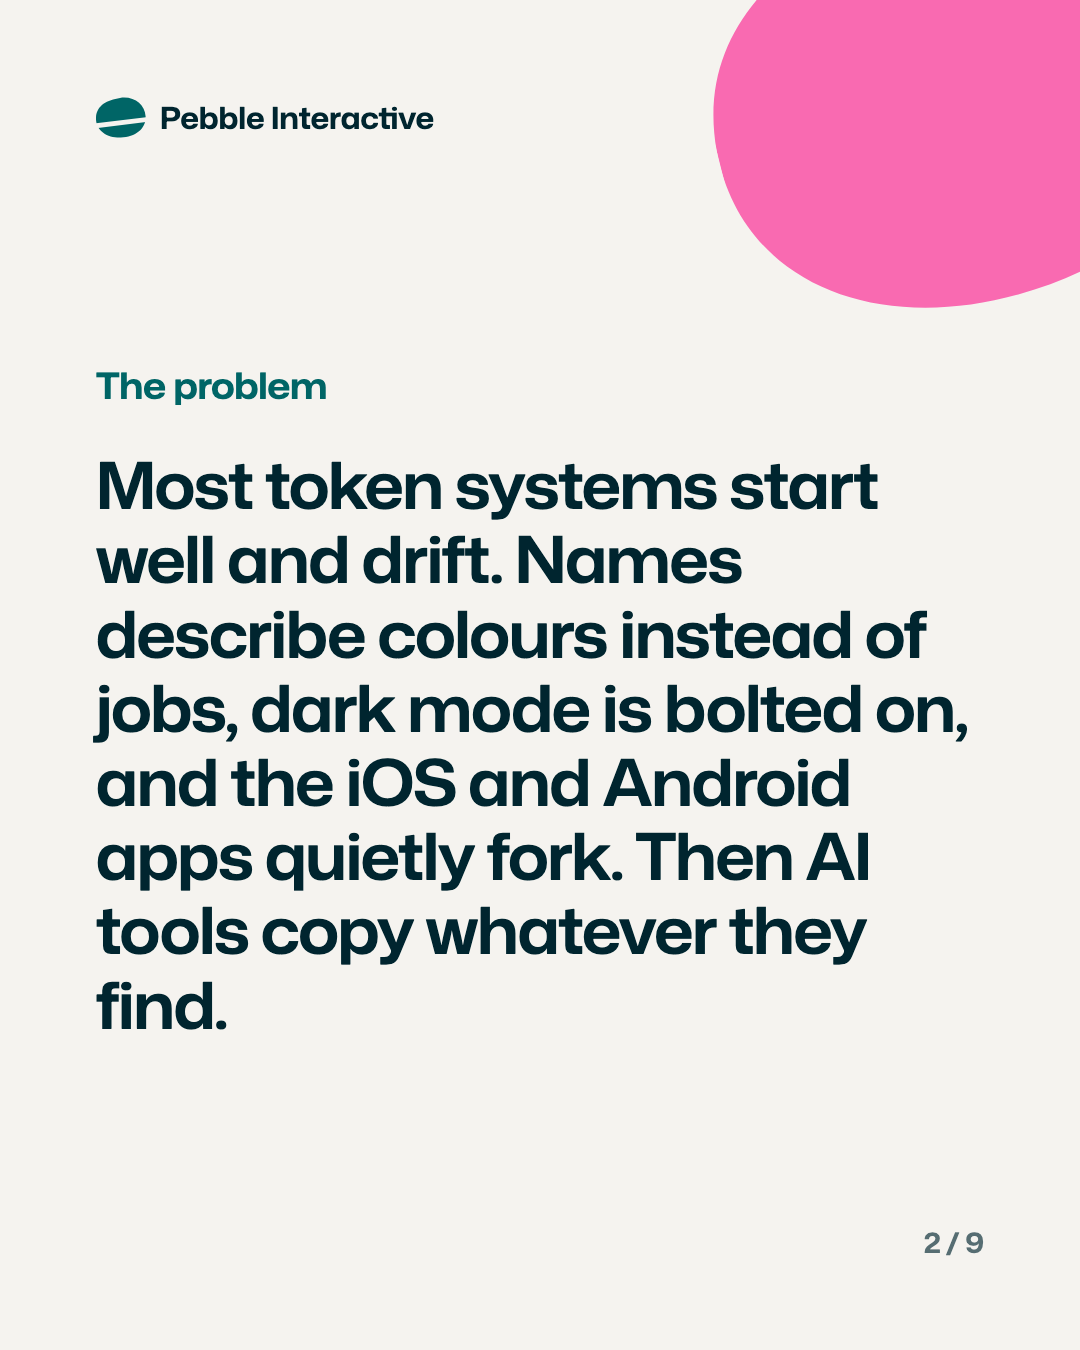 Pebble Interactive
The problem
Most token systems start
well and drift. Names
describe colours instead of
jobs, dark mode is bolted on,
and the iOS and Android
apps quietly fork. Then AI
tools copy whatever they
find.
2 / 9